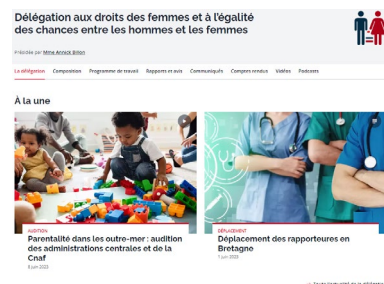 Délégation aux droits des femmes et à l'égalité
des chances entre les hommes et les femmes
Présidée par Mme Annick Billon
La délégation Composition Programme de travail Rapports et avis Communiqués Comptes rendus Vidéos Podcasts
À la une
AUDITION
Parentalité dans les outre-mer : audition
des administrations centrales et de la
Cnaf
8 juin 2023
DÉPLACEMENT
Déplacement des rapporteures en
Bretagne
1 juin 2023